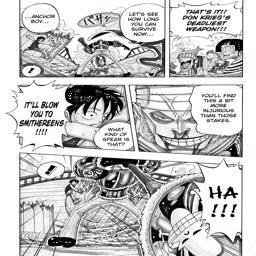 THAT'S IT!!
DON KRIEG'S
DEADLIEST
WEAPON!!!
LET'S SEE
HOW LONG
YOU CAN
SURVIVE
NOW...
...ANCHOR
BOY...
YOU'LL FIND
THIS A BIT
MORE
INJURIOUS
THAN THOSE
STAKES.
WHAT
KIND OF
SPEAR IS
THAT?
IT'LL BLOW
YOU TO
SMITHEREENS
!!!!
!
HA
!!!
!